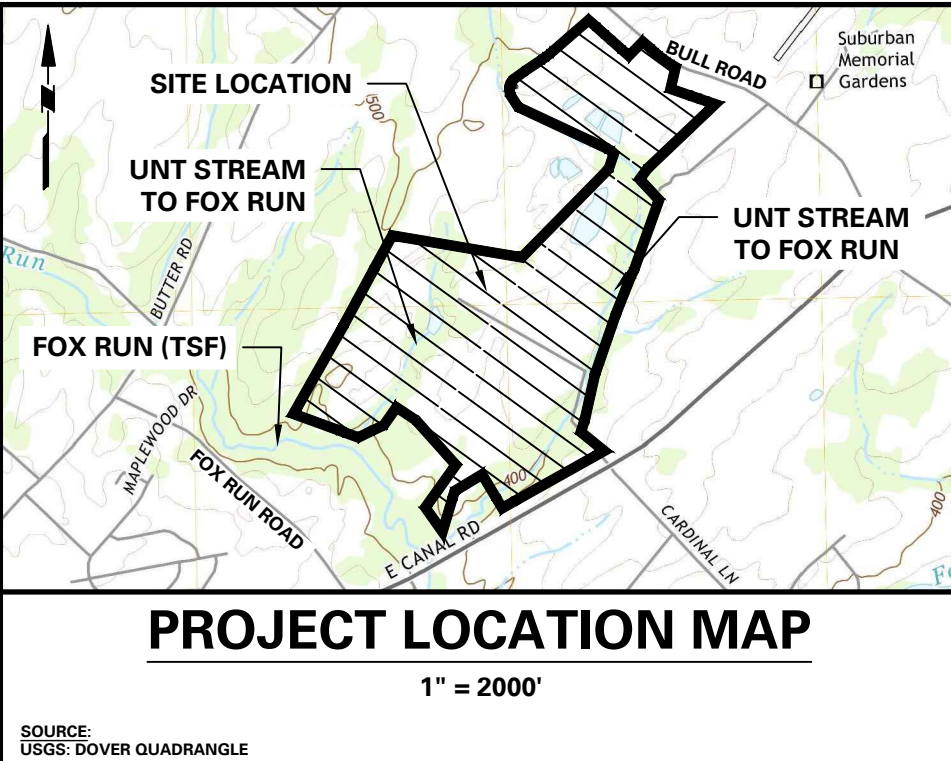 Suburban
Memorial
Gardens
BULL ROAD
SITE LOCATION
500
UNT STREAM
TO FOX RUN
UNT STREAM
TO FOX RUN
Run
BUTTER RD
FOX RUN (TSF)
MAPLEWOOD DR
FOX RUN ROAD
400
E CANAL RD
CARDINAL LN
400
Fo
PROJECT LOCATION MAP
1" = 2000'
SOURCE:
USGS: DOVER QUADRANGLE